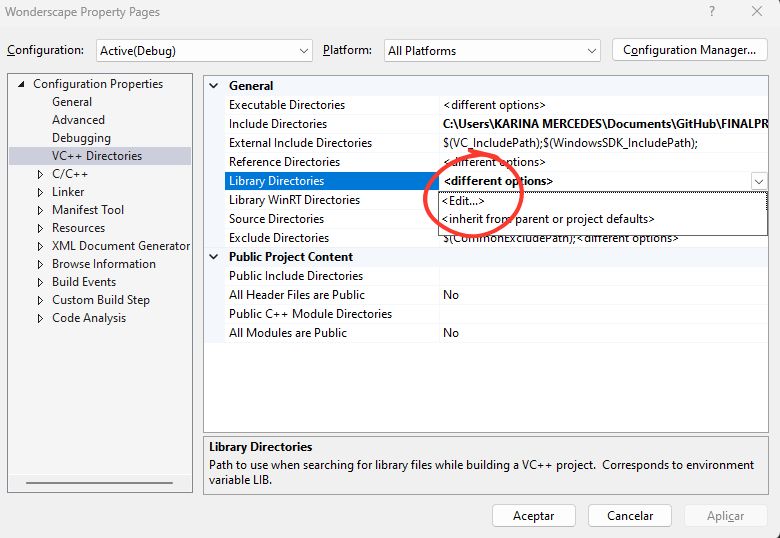 Wonderscape Property Pages
? ×
Configuration: Active(Debug) Platform: All Platforms Configuration Manager...
Configuration Properties
General
Advanced
Debugging
VC++ Directories
C/C++
Linker
Manifest Tool
Resources
XML Document Generator
Browse Information
Build Events
Custom Build Step
Code Analysis
General
Executable Directories <different options>
Include Directories C:\Users\KARINA MERCEDES\Documents\GitHub\FINALPR
External Include Directories $(VC_IncludePath);$(WindowsSDK_IncludePath);
Reference Directories <different options>
Library Directories <different options>
Library WinRT Directories <Edit...>
Source Directories <inherit from parent or project defaults>
Exclude Directories $(CommonExcludePath);<different options>
Public Project Content
Public Include Directories
All Header Files are Public No
Public C++ Module Directories
All Modules are Public No
Library Directories
Path to use when searching for library files while building a VC++ project. Corresponds to environment
variable LIB.
Aceptar Cancelar Aplicar